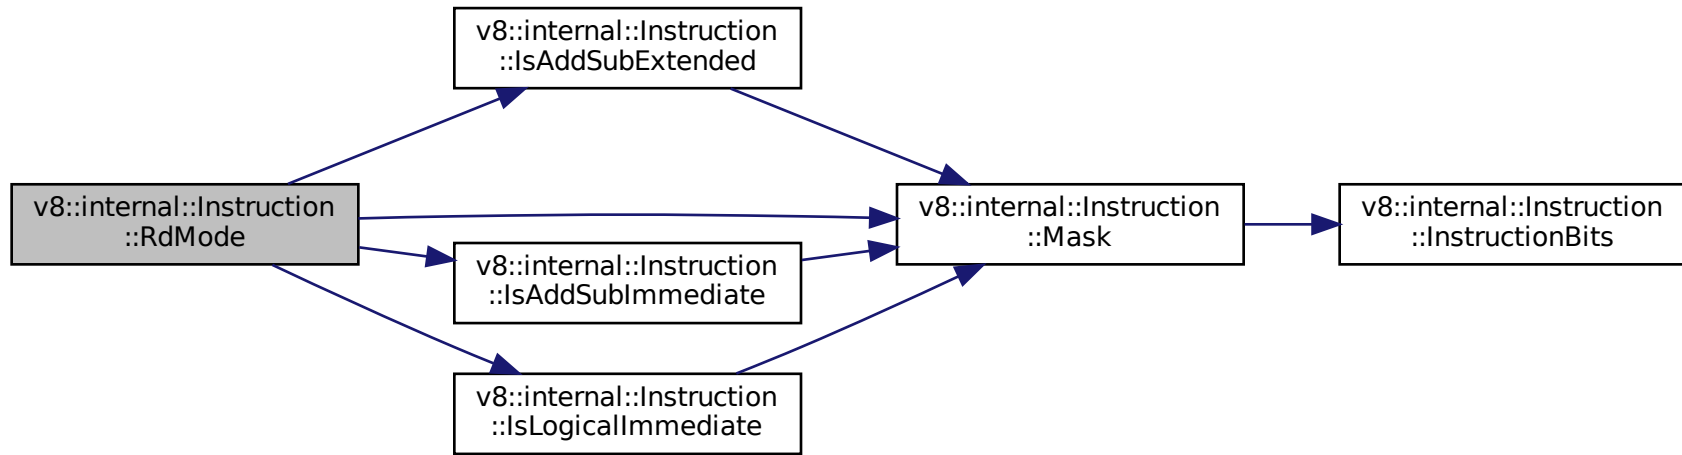 v8::internal::Instruction
::IsAddSubExtended
v8::internal::Instruction
::RdMode
v8::internal::Instruction
::Mask
v8::internal::Instruction
::InstructionBits
v8::internal::Instruction
::IsAddSubImmediate
v8::internal::Instruction
::IsLogicalImmediate